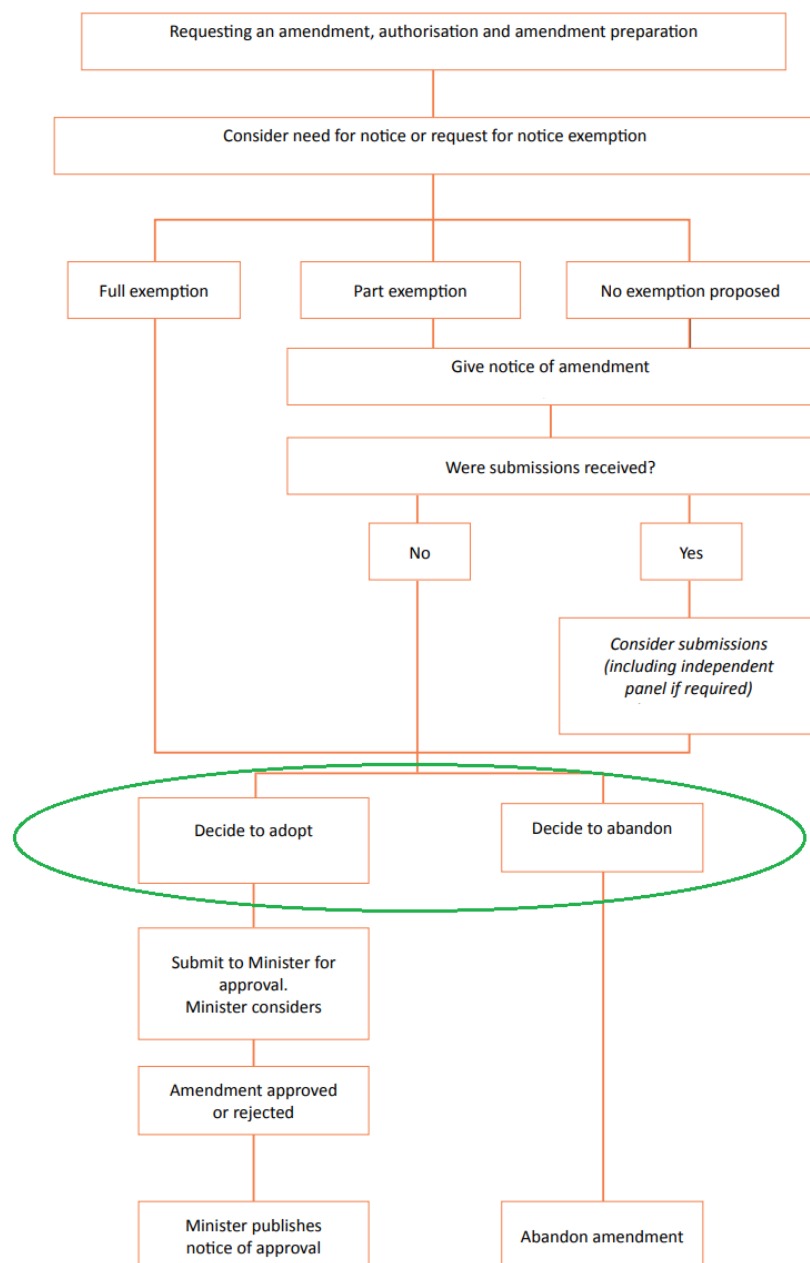 Requesting an amendment, authorisation and amendment preparation
Consider need for notice or request for notice exemption
Full exemption
Part exemption
No exemption proposed
Give notice of amendment
Were submissions received?
No
Yes
Consider submissions
(including independent
panel if required)
Decide to adopt
Decide to abandon
Submit to Minister for
approval.
Minister considers
Amendment approved
or rejected
Minister publishes
notice of approval
Abandon amendment